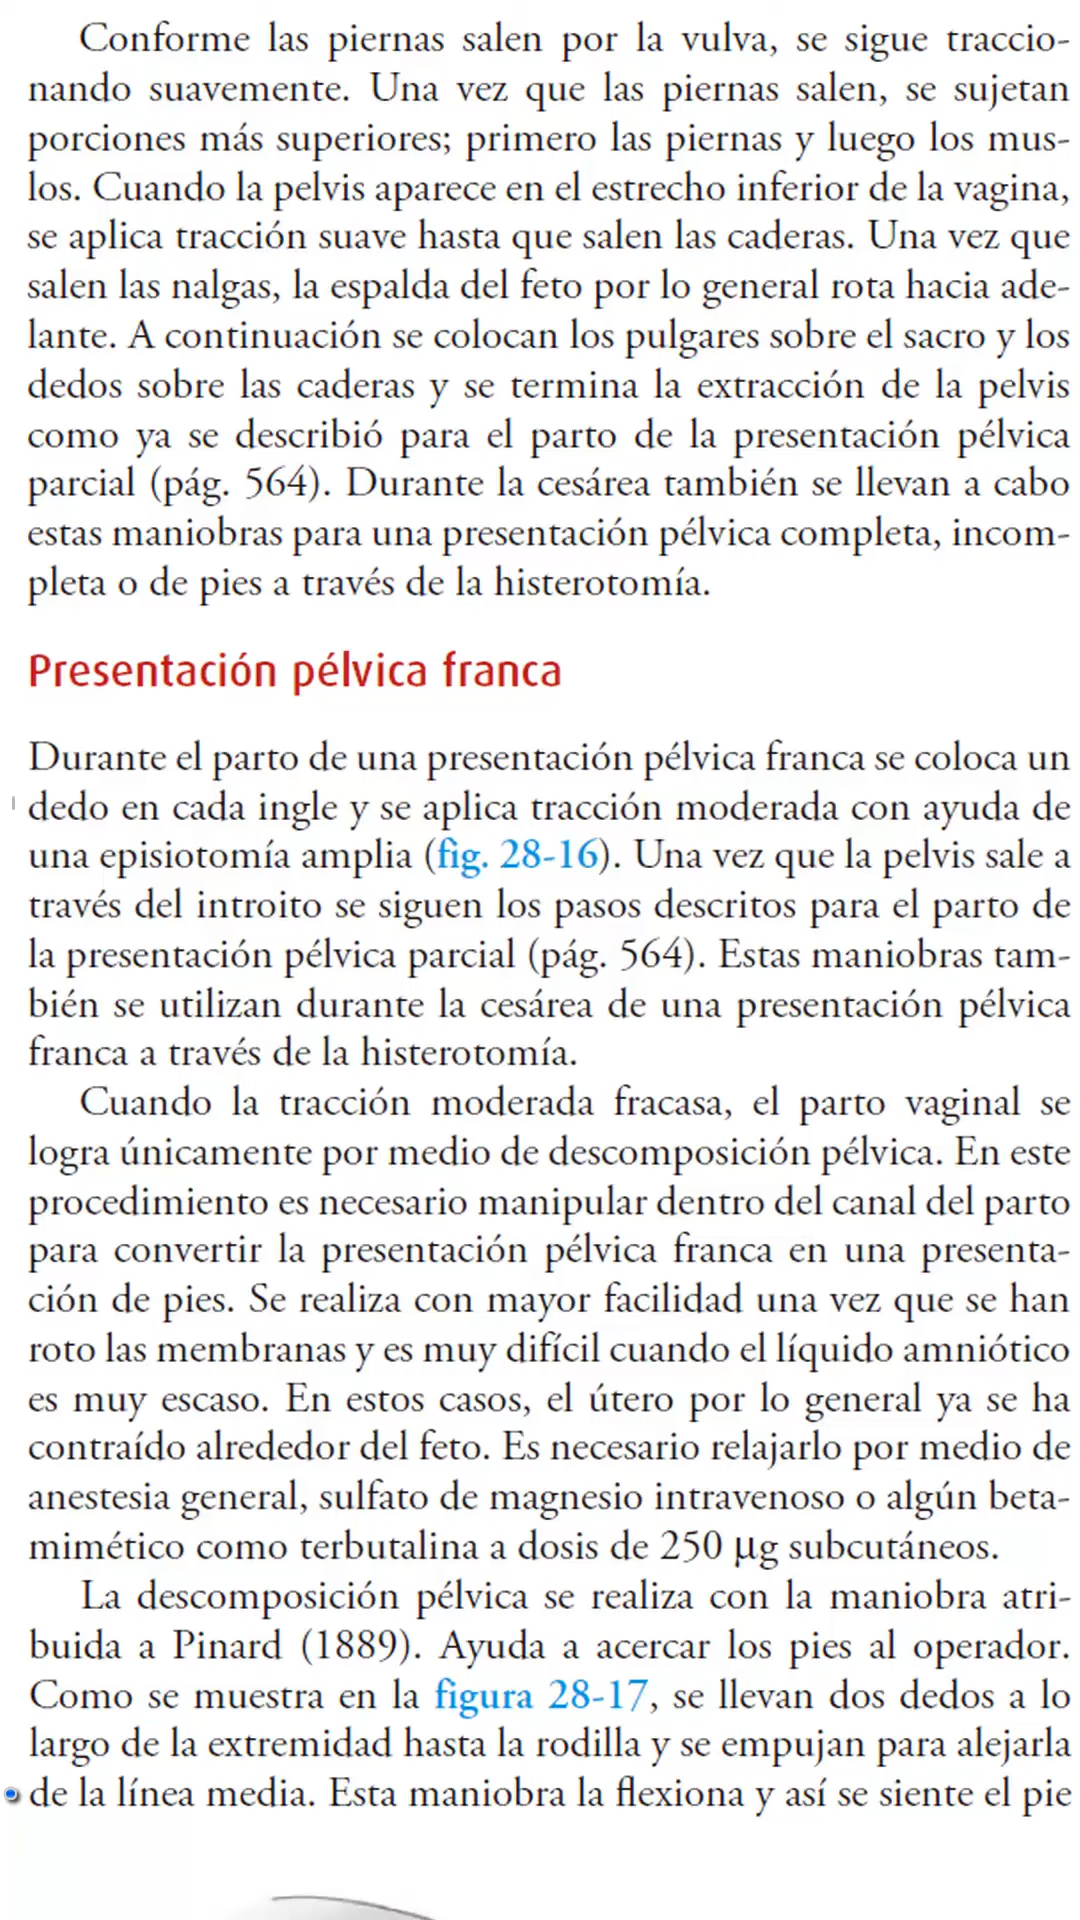 Conforme las piernas salen por la vulva, se sigue traccio-
nando suavemente. Una vez que las piernas salen, se sujetan
porciones más superiores; primero las piernas y luego los mus-
los. Cuando la pelvis aparece en el estrecho inferior de la vagina,
se aplica tracción suave hasta que salen las caderas. Una vez que
salen las nalgas, la espalda del feto por lo general rota hacia ade-
lante. A continuación se colocan los pulgares sobre el sacro y los
dedos sobre las caderas y se termina la extracción de la pelvis
como ya se describió para el parto de la presentación pélvica
parcial (pág. 564). Durante la cesárea también se llevan a cabo
estas maniobras para una presentación pélvica completa, incom-
pleta o de pies a través de la histerotomía.
Presentación pélvica franca
Durante el parto de una presentación pélvica franca se coloca un
dedo en cada ingle y se aplica tracción moderada con ayuda de
una episiotomía amplia (fig. 28-16). Una vez que la pelvis sale a
través del introito se siguen los pasos descritos para el parto de
la presentación pélvica parcial (pág. 564). Estas maniobras tam-
bién se utilizan durante la cesárea de una presentación pélvica
franca a través de la histerotomía.
Cuando la tracción moderada fracasa, el parto vaginal se
logra únicamente por medio de descomposición pélvica. En este
procedimiento es necesario manipular dentro del canal del parto
para convertir la presentación pélvica franca en una presenta-
ción de pies. Se realiza con mayor facilidad una vez que se han
roto las membranas y es muy difícil cuando el líquido amniótico
es muy escaso. En estos casos, el útero por lo general ya se ha
contraído alrededor del feto. Es necesario relajarlo por medio de
anestesia general, sulfato de magnesio intravenoso o algún beta-
mimético como terbutalina a dosis de 250 μg subcutáneos.
La descomposición pélvica se realiza con la maniobra atri-
buida a Pinard (1889). Ayuda a acercar los pies al operador.
Como se muestra en la figura 28-17, se llevan dos dedos a lo
largo de la extremidad hasta la rodilla y se empujan para alejarla
de la línea media. Esta maniobra la flexiona y así se siente el pie